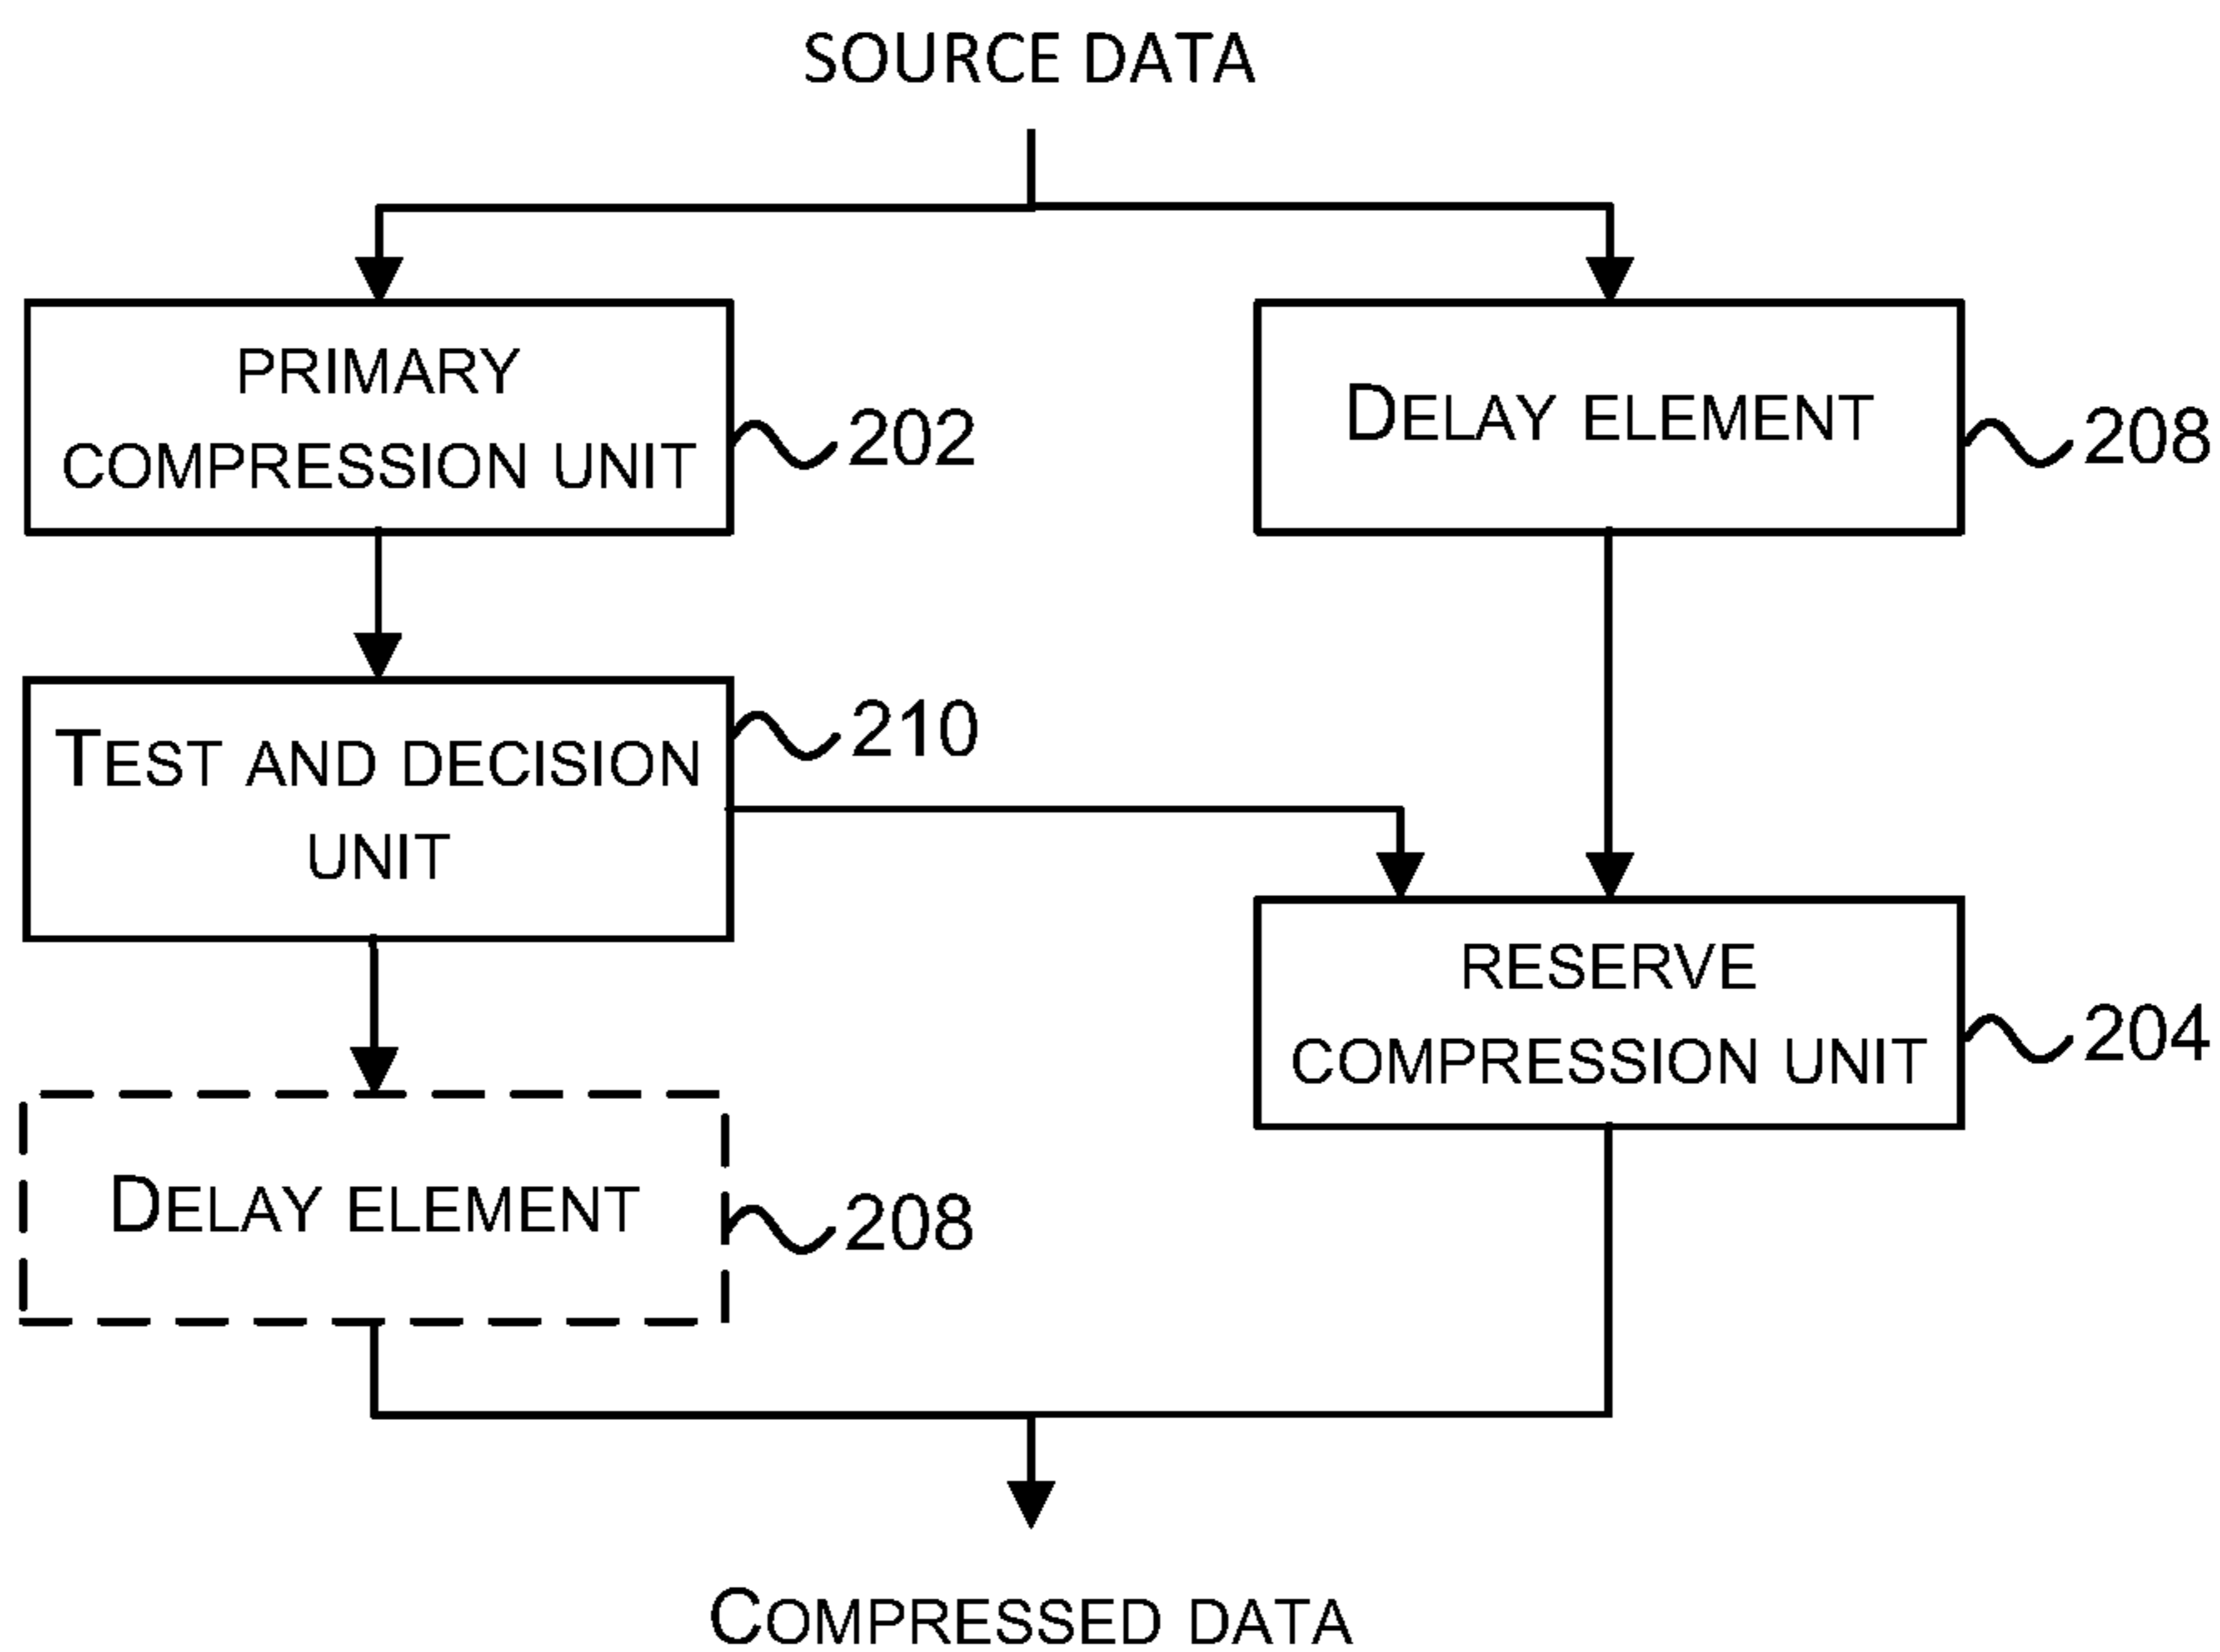 SOURCE DATA
PRIMARY
COMPRESSION UNIT
202
DELAY ELEMENT
208
TEST AND DECISION
UNIT
210
RESERVE
COMPRESSION UNIT
204
DELAY ELEMENT
208
COMPRESSED DATA